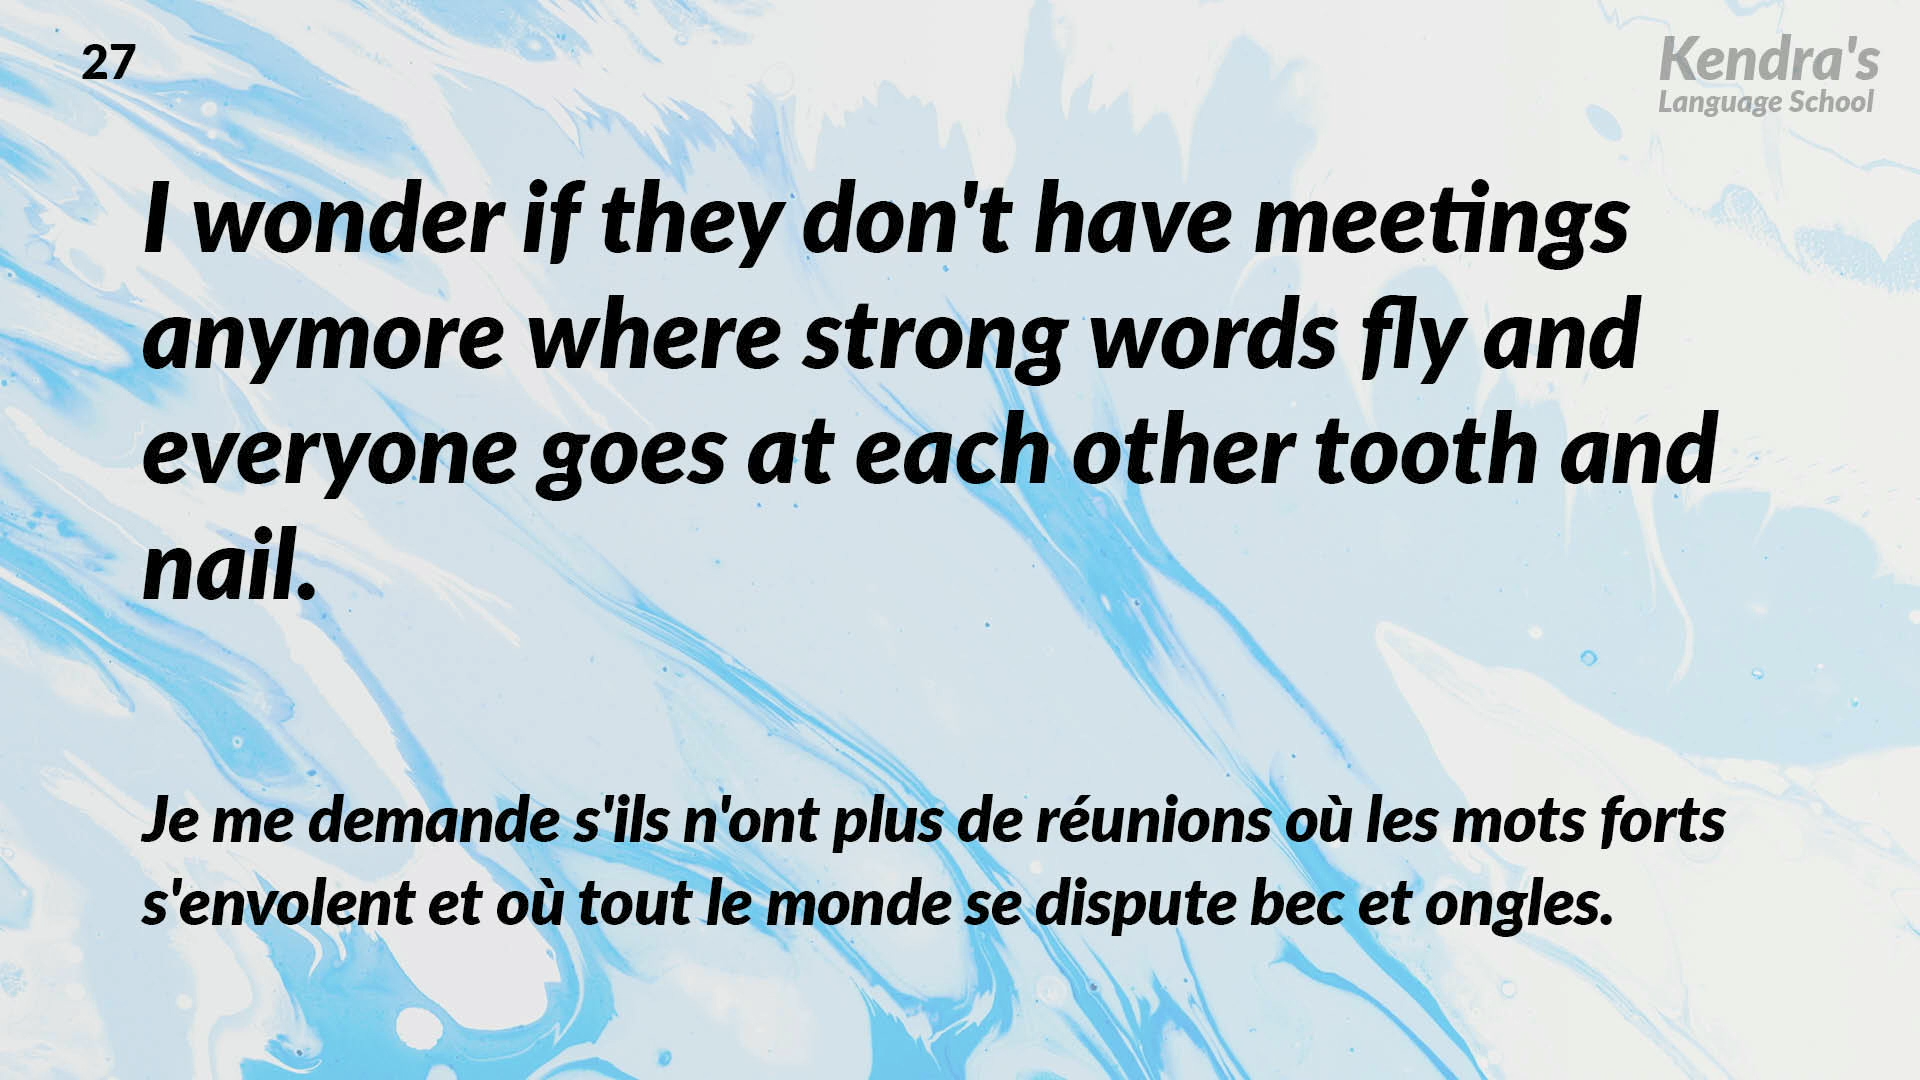 27
Kendra's
Language School
I wonder if they don't have meetings
anymore where strong words fly and
everyone goes at each other tooth and
nail.
Je me demande s'ils n'ont plus de réunions où les mots forts
s'envolent et où tout le monde se dispute bec et ongles.